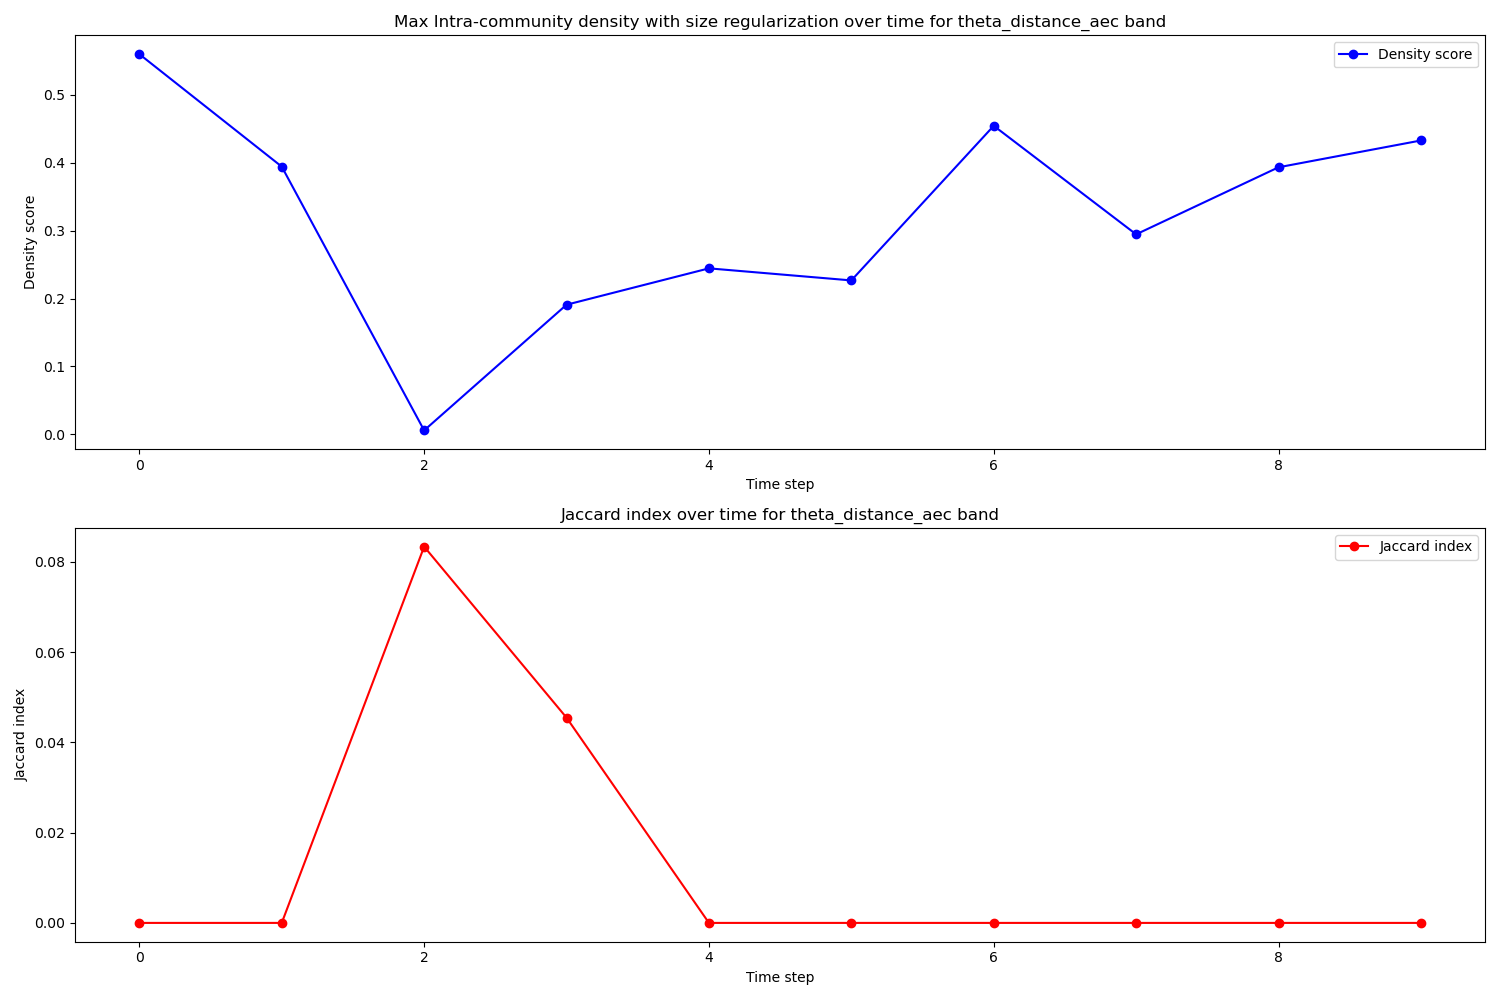 Max Intra-community density with size regularization over time for theta_distance_aec band
Density score
0.5
0.4
0.3
0.2
0.1
0.0
Density score
0 2 4 6 8
Time step
Jaccard index over time for theta_distance_aec band
Jaccard index
0.08
0.06
0.04
0.02
0.00
Jaccard index
0 2 4 6 8
Time step